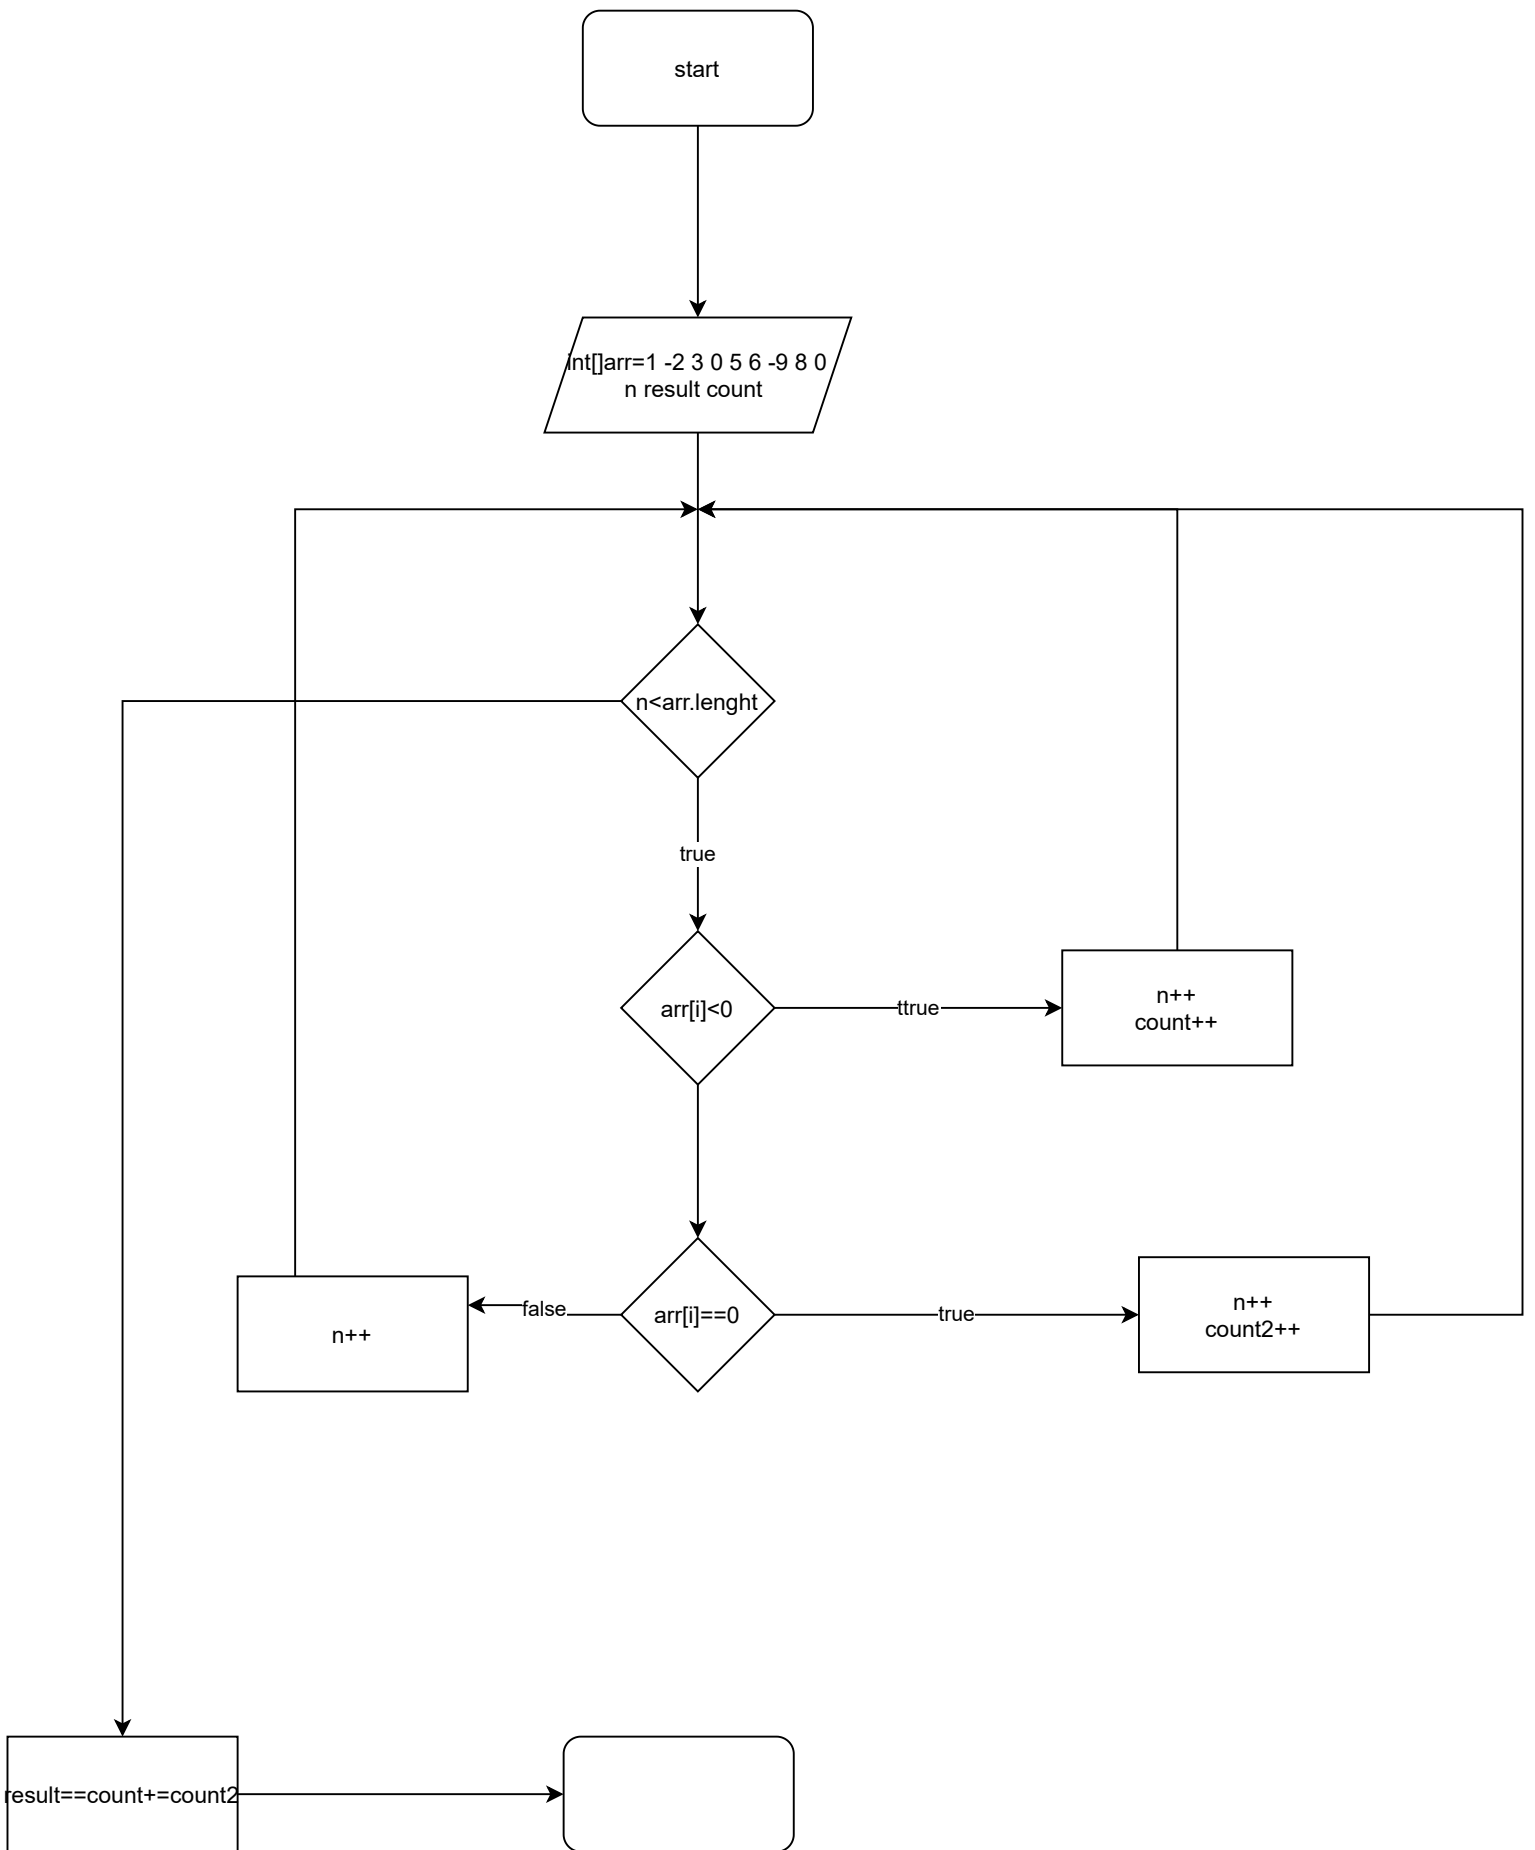 start
int[]arr=1 -2 3 0 5 6 -9 8 0
n result count
n<arr.lenght
true
arr[i]<0
ttrue
n++
count++
arr[i]==0
false
n++
true
n++
count2++
result==count+=count2